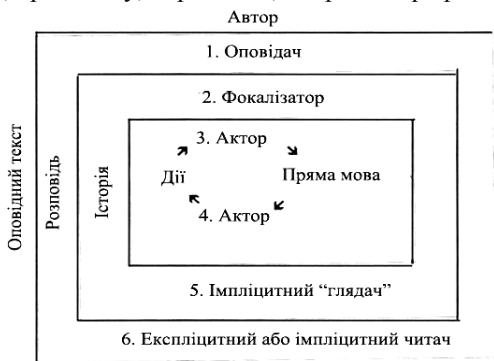 Автор
1. Оповідач
2. Фокалізатор
3. Актор
Дії
Пряма мова
4. Актор
5. Імпліцитний “глядач”
6. Експліцитний або імпліцитний читач
Оповідний текст
Розповідь
Історія